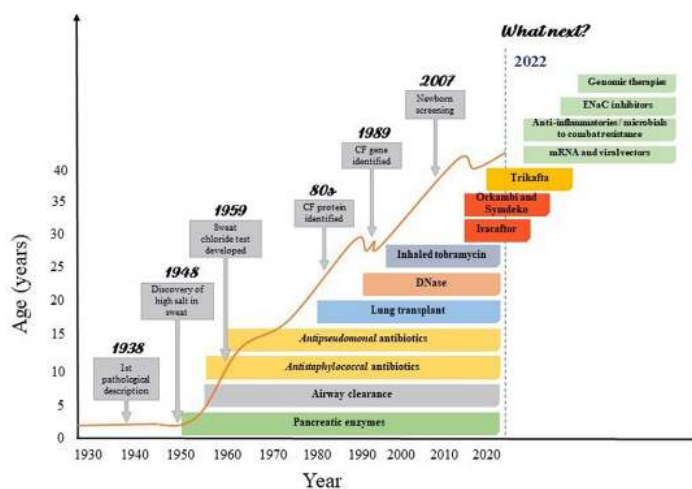 What next?
2022
2007
Newborn
screening
1989
CF gene
identified
80s
CF protein
identified
1959
Sweat
chloride test
developed
1948
Discovery of
high salt in
sweat
1938
1st
pathological
description
Genomic therapies
ENaC inhibitors
Anti-inflammatories/ microbials
to combat resistance
mRNA and viral vectors
Trikafta
Orkambi and
Symdeko
Ivacaftor
Inhaled tobramycin
DNase
Lung transplant
Antipseudomonal antibiotics
Antistaphylococcal antibiotics
Airway clearance
Pancreatic enzymes
Age (years)
40
35
30
25
20
15
10
5
0
1930 1940 1950 1960 1970 1980 1990 2000 2010 2020
Year